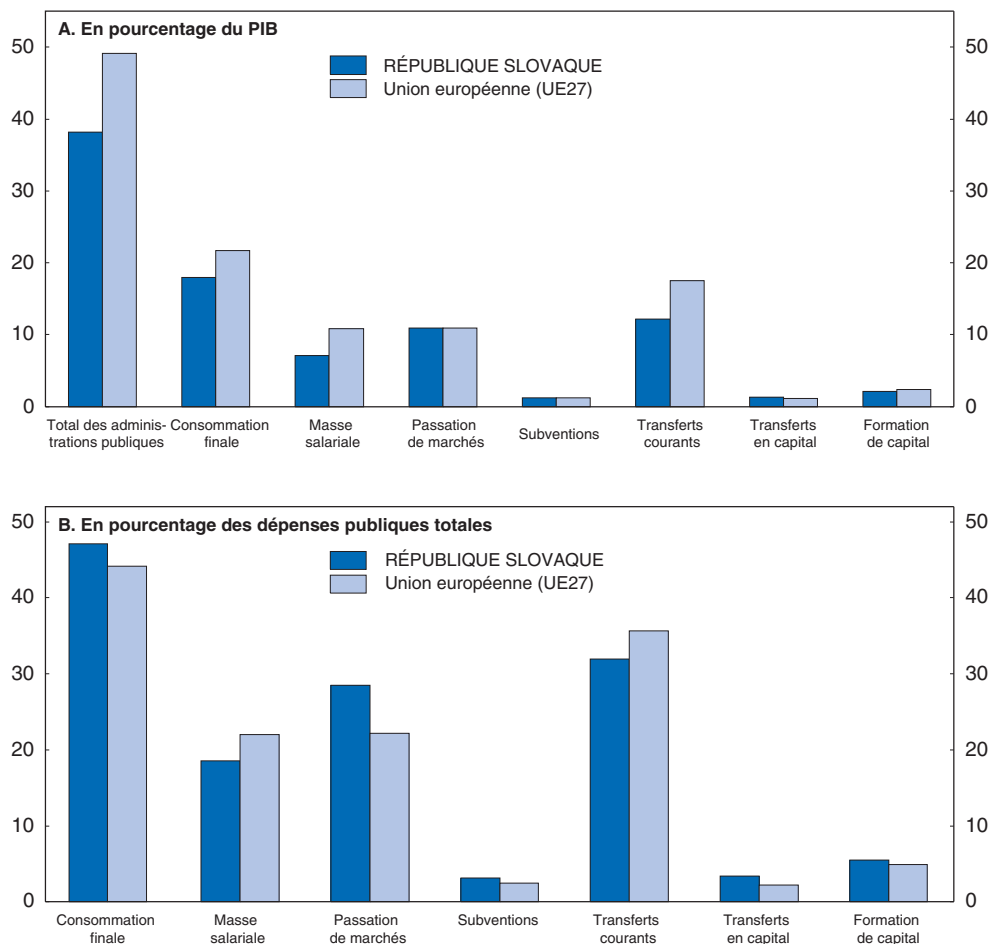 A. En pourcentage du PIB
RÉPUBLIQUE SLOVAQUE
Union européenne (UE27)
50 50
40 40
30 30
20 20
10 10
0 0
Total des adminis- Consommation Masse Passation Subventions Transferts Transferts Formation
trations publiques finale salariale de marchés courants en capital de capital
B. En pourcentage des dépenses publiques totales
RÉPUBLIQUE SLOVAQUE
Union européenne (UE27)
50 50
40 40
30 30
20 20
10 10
0 0
Consommation Masse Passation Subventions Transferts Transferts Formation
finale salariale de marchés courants en capital de capital